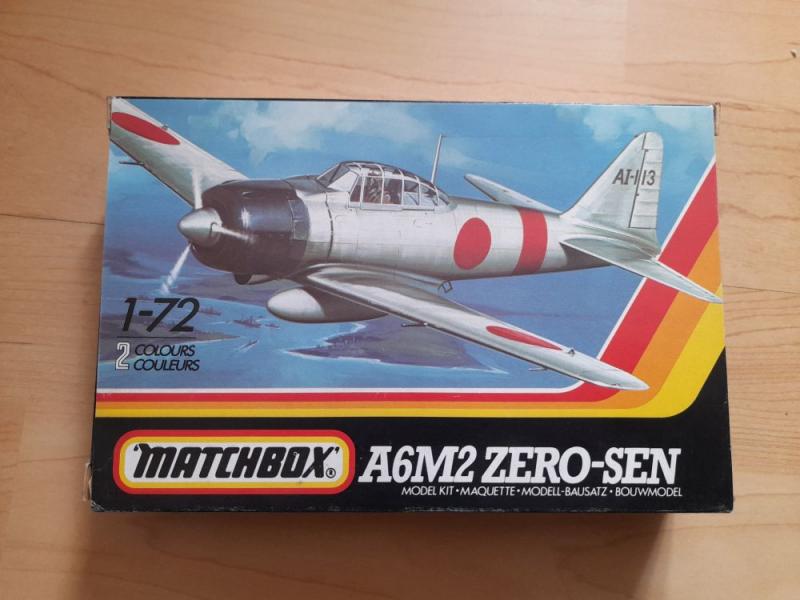 AI-113
1-72
2 COLOURS
COULEURS
'MATCHBOX'®
A6M2 ZERO-SEN
MODEL KIT • MAQUETTE • MODELL-BAUSATZ • BOUWMODEL